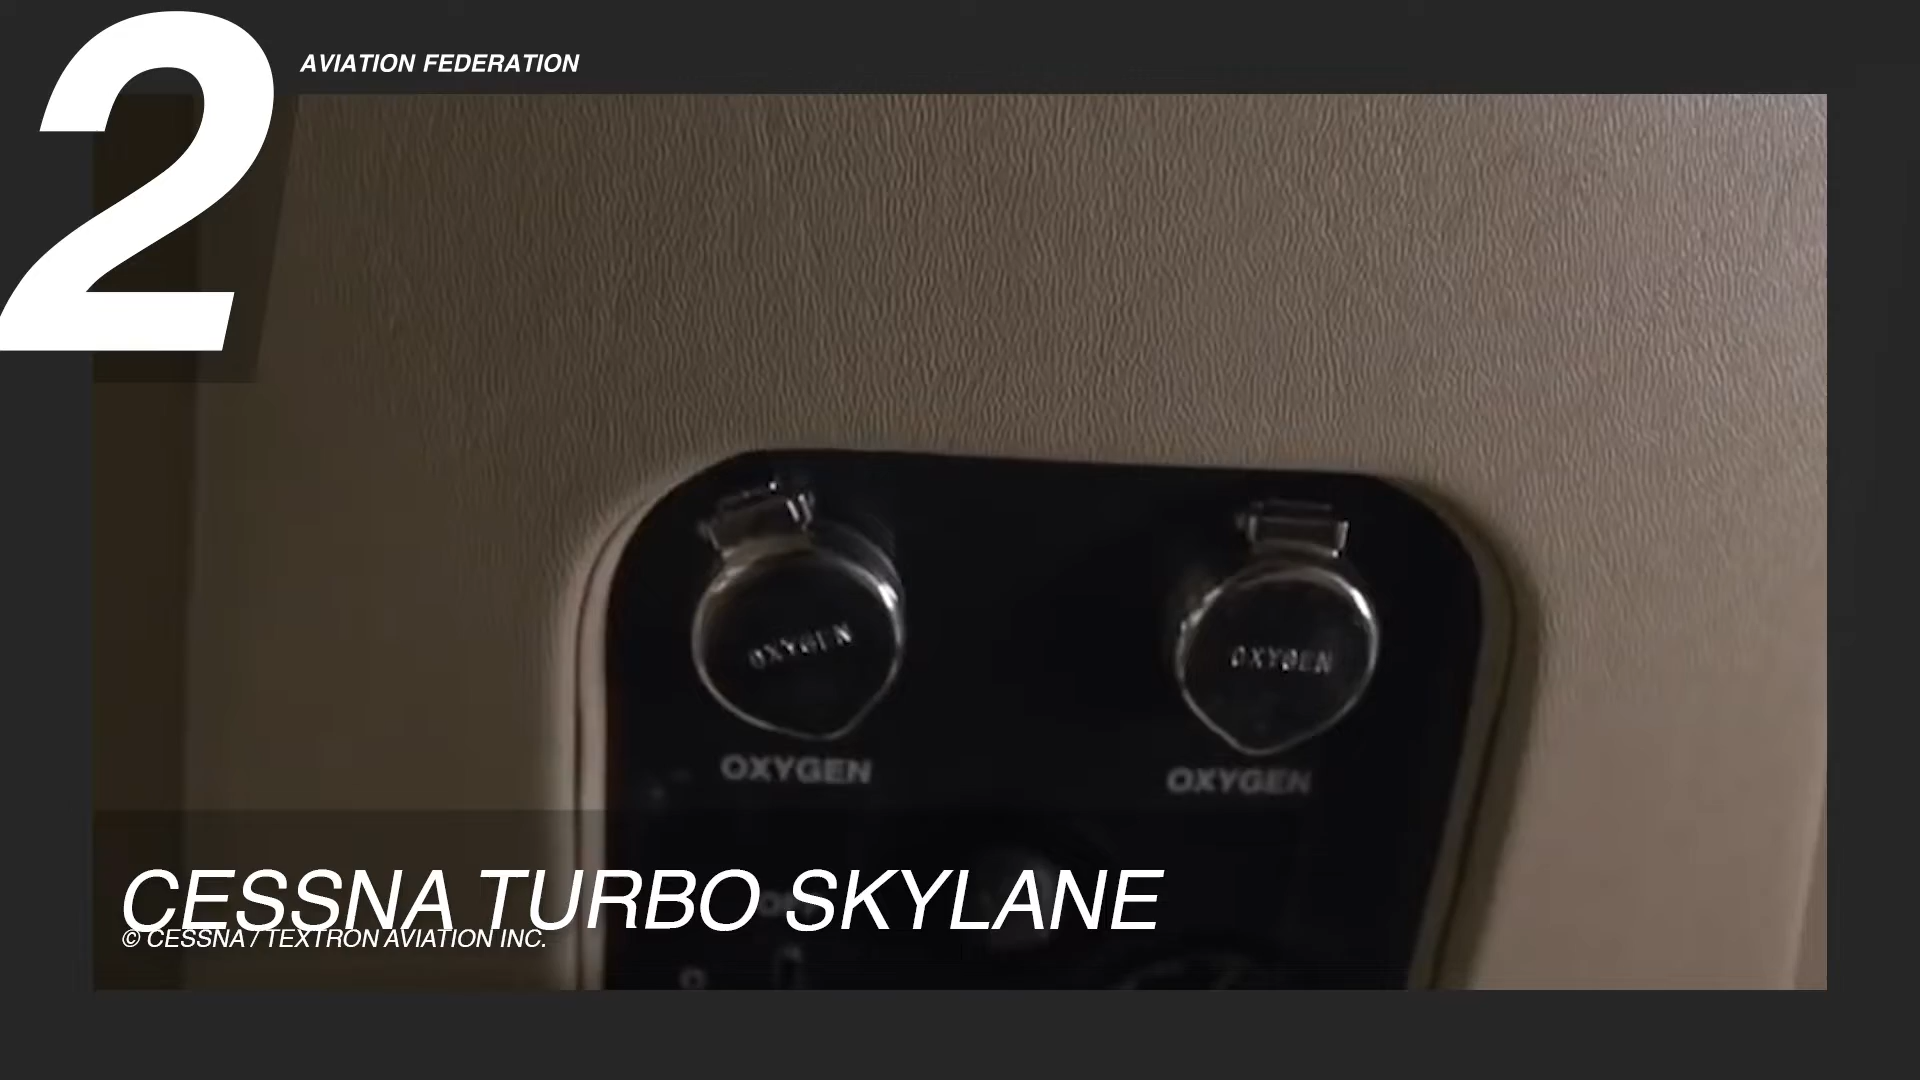 2
AVIATION FEDERATION
OXYGEN
OXYGEN
OXYGEN
OXYGEN
CESSNA TURBO SKYLANE
© CESSNA / TEXTRON AVIATION INC.